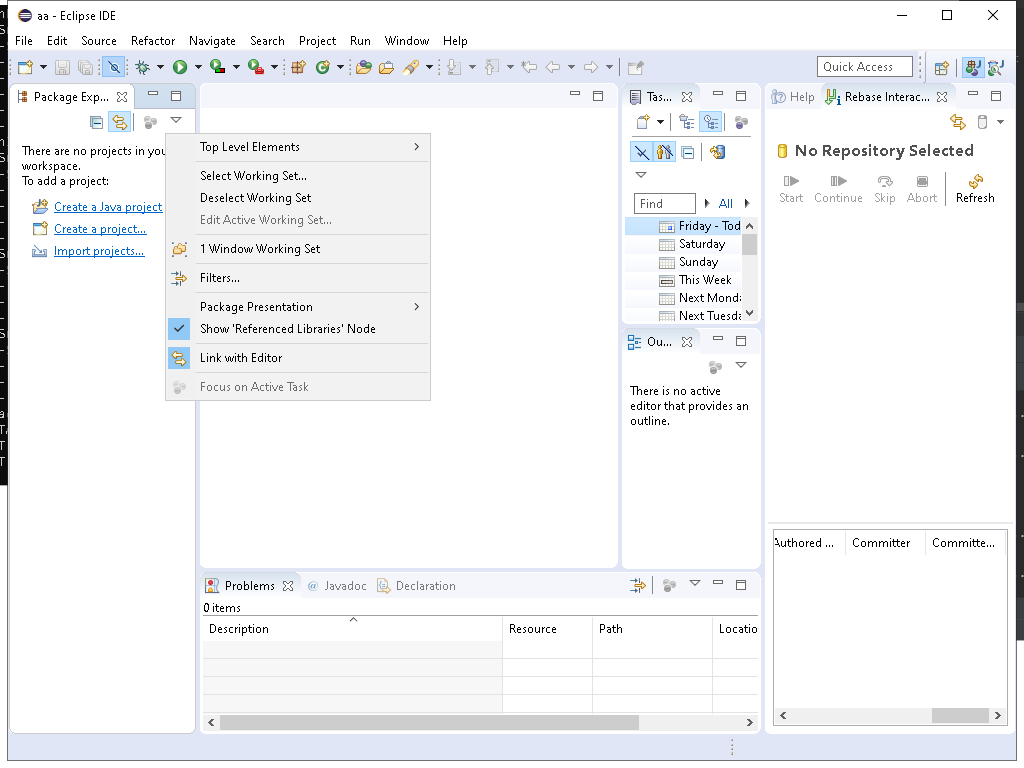 aa - Eclipse IDE
File Edit Source Refactor Navigate Search Project Run Window Help
Quick Access
Package Exp...
There are no projects in you
workspace.
To add a project:
Create a Java project
Create a project...
Import projects...
Top Level Elements
Select Working Set...
Deselect Working Set
Edit Active Working Set...
1 Window Working Set
Filters...
Package Presentation
Show 'Referenced Libraries' Node
Link with Editor
Focus on Active Task
Tas...
Find All
Friday - Tod
Saturday
Sunday
This Week
Next Monda
Next Tuesda
Ou...
There is no active
editor that provides an
outline.
Help Rebase Interac...
No Repository Selected
Start Continue Skip Abort Refresh
Authored ... Committer Committe...
Problems @ Javadoc Declaration
0 items
Description Resource Path Locatio